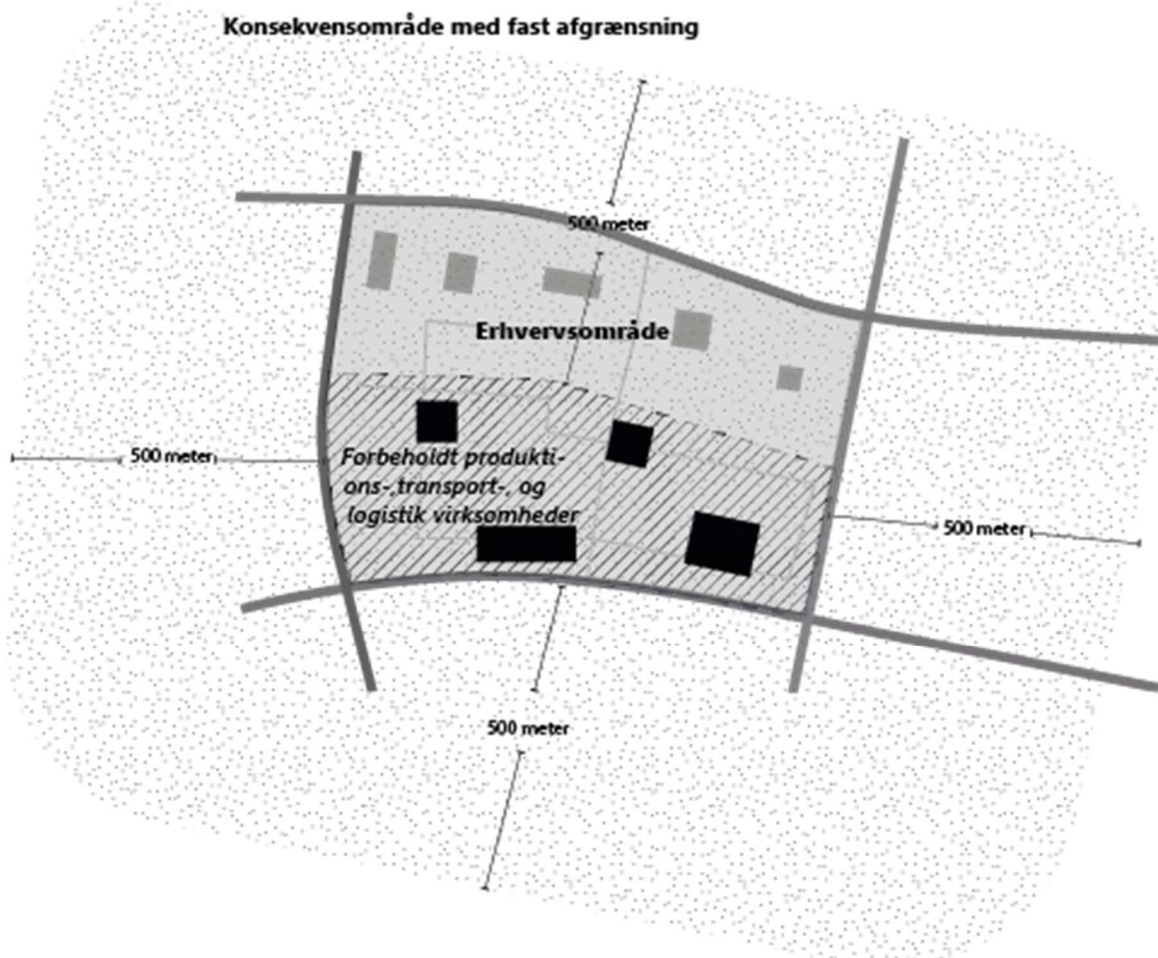 Konsekvensområde med fast afgrænsning
500 meter
Erhvervsområde
500 meter
Forbeholdt produkti-
ons-,transport-, og
logistik virksomheder
500 meter
500 meter